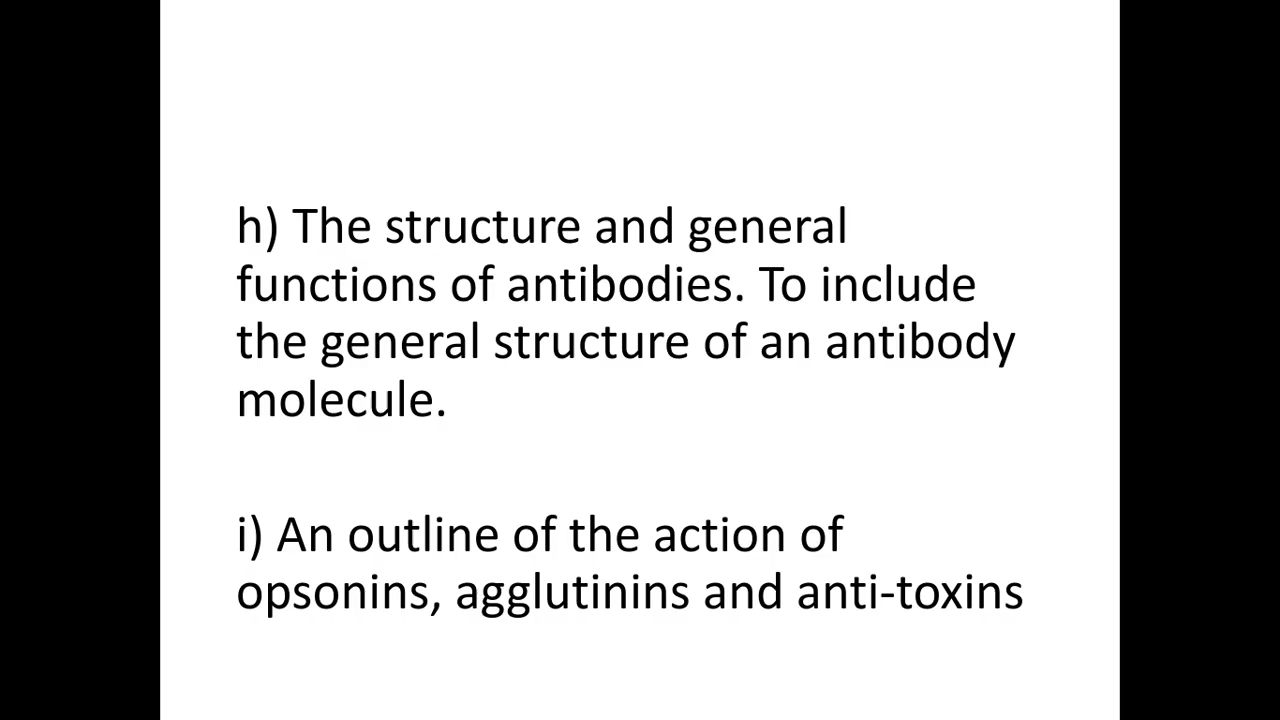 h) The structure and general
functions of antibodies. To include
the general structure of an antibody
molecule.
i) An outline of the action of
opsonins, agglutinins and anti-toxins